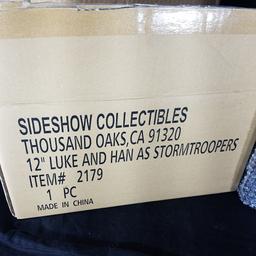 SIDESHOW COLLECTIBLES
THOUSAND OAKS,CA 91320
12" LUKE AND HAN AS STORMTROOPERS
ITEM# 2179
1 PC
MADE IN CHINA